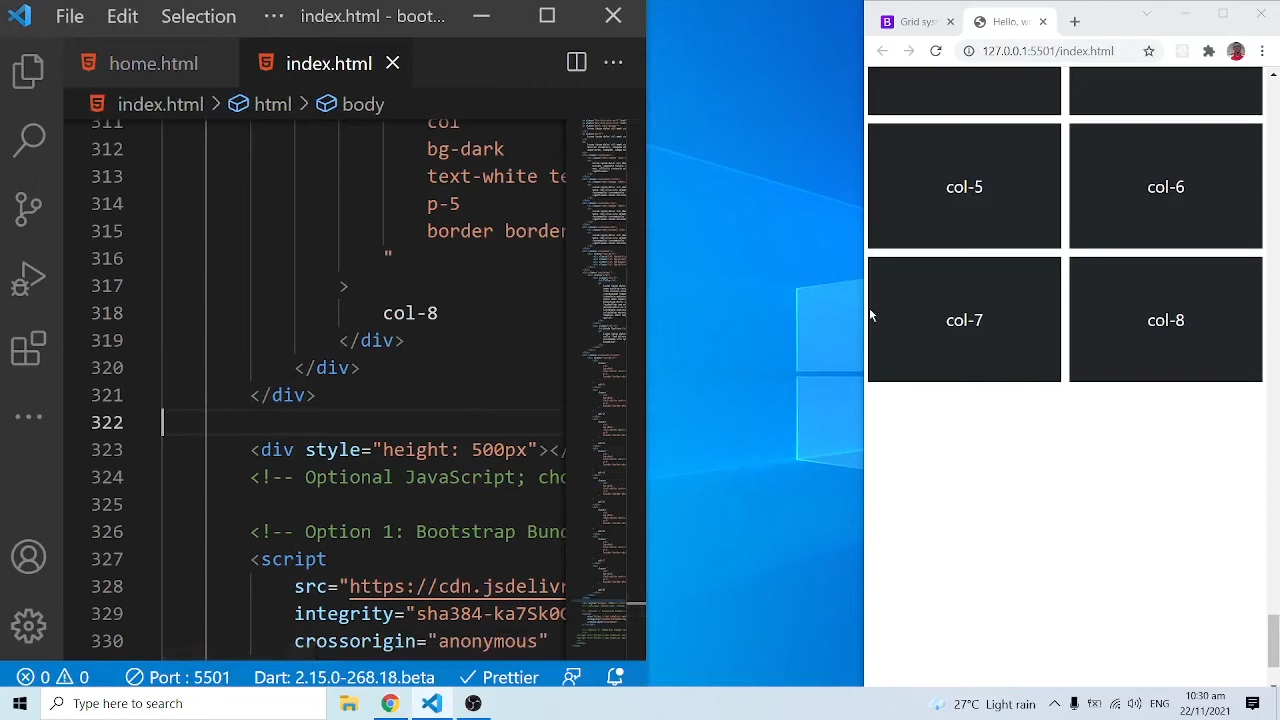 File Edit Selection ··· index.html - boot...
home.html index.html
index.html > html > body
311 col
312 bg-dark
313 text-white te
314 p-5
315 boder boder
316 "
317 >
318 col-8
319 div>
320 </div>
321 </div>
322
323 <div style="height: 500px"></
324 <!-- Optional JavaScript; cho
325
326 <!-- Option 1: Bootstrap Bund
327 <script
328 src="https://cdn.jsdelivr
329 integrity="sha384-
330 crossorigin="anonymous"
0 0 Port : 5501 Dart: 2.15.0-268.18.beta Prettier
Grid sys Hello, w
127.0.0.1:5501/index.html
col-5 col-6
col-7 col-8
Type here to search
27°C Light rain ENG 10:30 am
22/11/2021